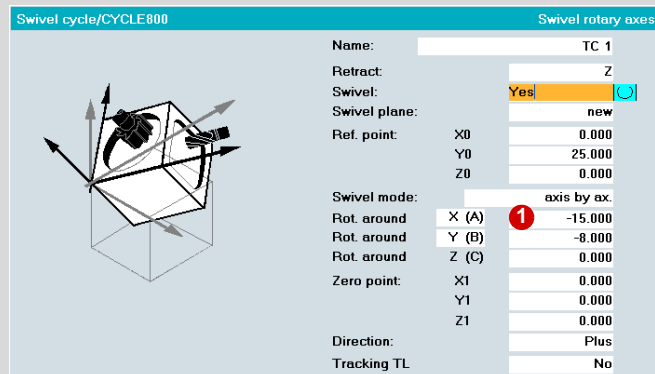 Swivel cycle/CYCLE800 Swivel rotary axes
Name: TC 1
Retract: Z
Swivel: Yes
Swivel plane: new
Ref. point: X0 0.000
Y0 25.000
Z0 0.000
Swivel mode: axis by ax.
Rot. around X (A) 1 -15.000
Rot. around Y (B) -8.000
Rot. around Z (C) 0.000
Zero point: X1 0.000
Y1 0.000
Z1 0.000
Direction: Plus
Tracking TL No